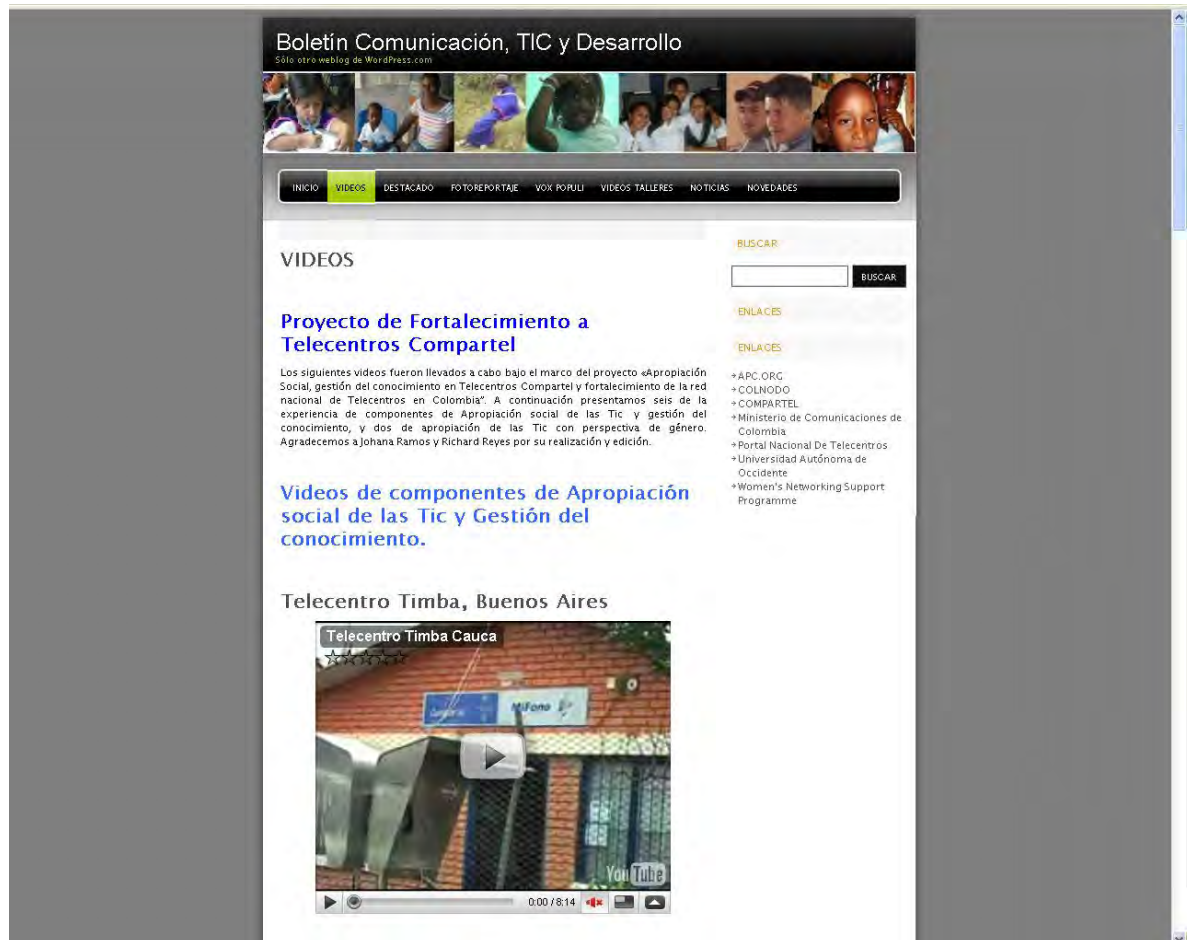 Boletín Comunicación, TIC y Desarrollo
Sólo otro weblog de WordPress.com
INICIO VIDEOS DESTACADO FOTOREPORTAJE VOX POPULI VIDEOS TALLERES NOTICIAS NOVEDADES
VIDEOS
Proyecto de Fortalecimiento a
Telecentros Compartel
Los siguientes videos fueron llevados a cabo bajo el marco del proyecto «Apropiación
Social, gestión del conocimiento en Telecentros Compartel y fortalecimiento de la red
nacional de Telecentros en Colombia”. A continuación presentamos seis de la
experiencia de componentes de Apropiación social de las Tic y gestión del
conocimiento, y dos de apropiación de las Tic con perspectiva de género.
Agradecemos a Johana Ramos y Richard Reyes por su realización y edición.
Videos de componentes de Apropiación
social de las Tic y Gestión del
conocimiento.
Telecentro Timba, Buenos Aires
Telecentro Timba Cauca
MiFono
YouTube
0:00 / 8:14
BUSCAR
BUSCAR
ENLACES
ENLACES
APC.ORG
COLNODO
COMPARTEL
Ministerio de Comunicaciones de
Colombia
Portal Nacional De Telecentros
Universidad Autónoma de
Occidente
Women's Networking Support
Programme